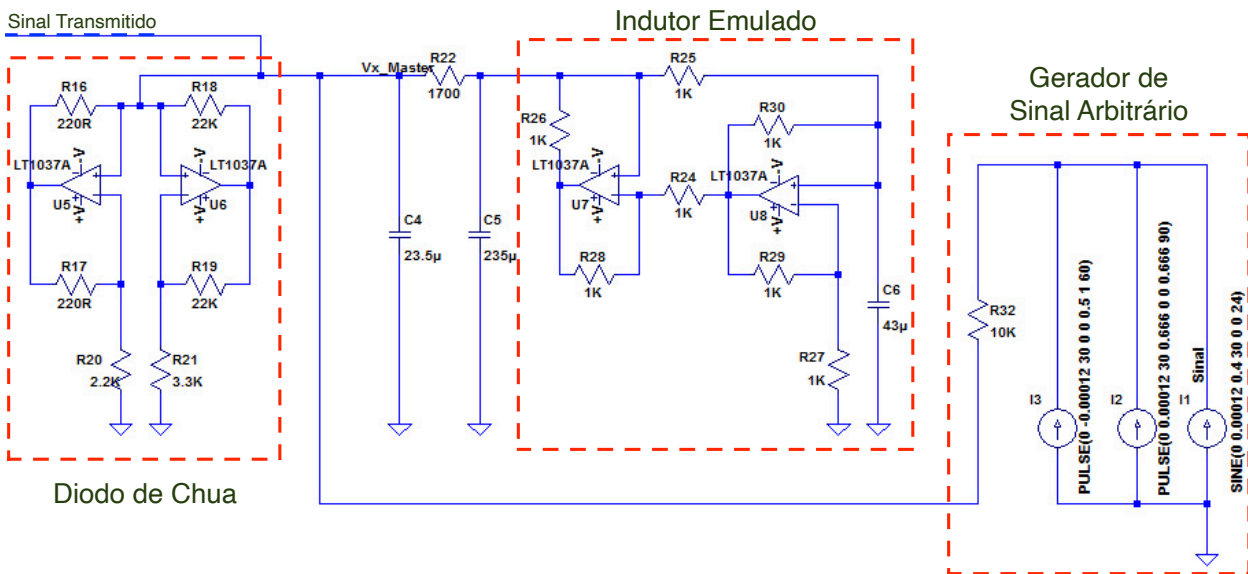 Sinal Transmitido
Indutor Emulado
Gerador de
Sinal Arbitrário
Diodo de Chua
R16
220R
R18
22K
LT1037A
-V
+V
U5
-V
LT1037A
+V
U6
R17
220R
R19
22K
R20
2.2K
R21
3.3K
Vx_Master
R22
1700
C4
23.5µ
C5
235µ
R25
1K
R26
1K
R30
1K
LT1037A
-V
+V
U7
R24
1K
LT1037A
-V
+V
U8
R28
1K
R29
1K
R27
1K
C6
43µ
R32
10K
I3
PULSE(0 -0.00012 30 0 0 0.5 1 60)
I2
PULSE(0 0.00012 30 0.666 0 0 0.666 90)
I1
Sinal
SINE(0 0.00012 0.4 30 0 0 24)